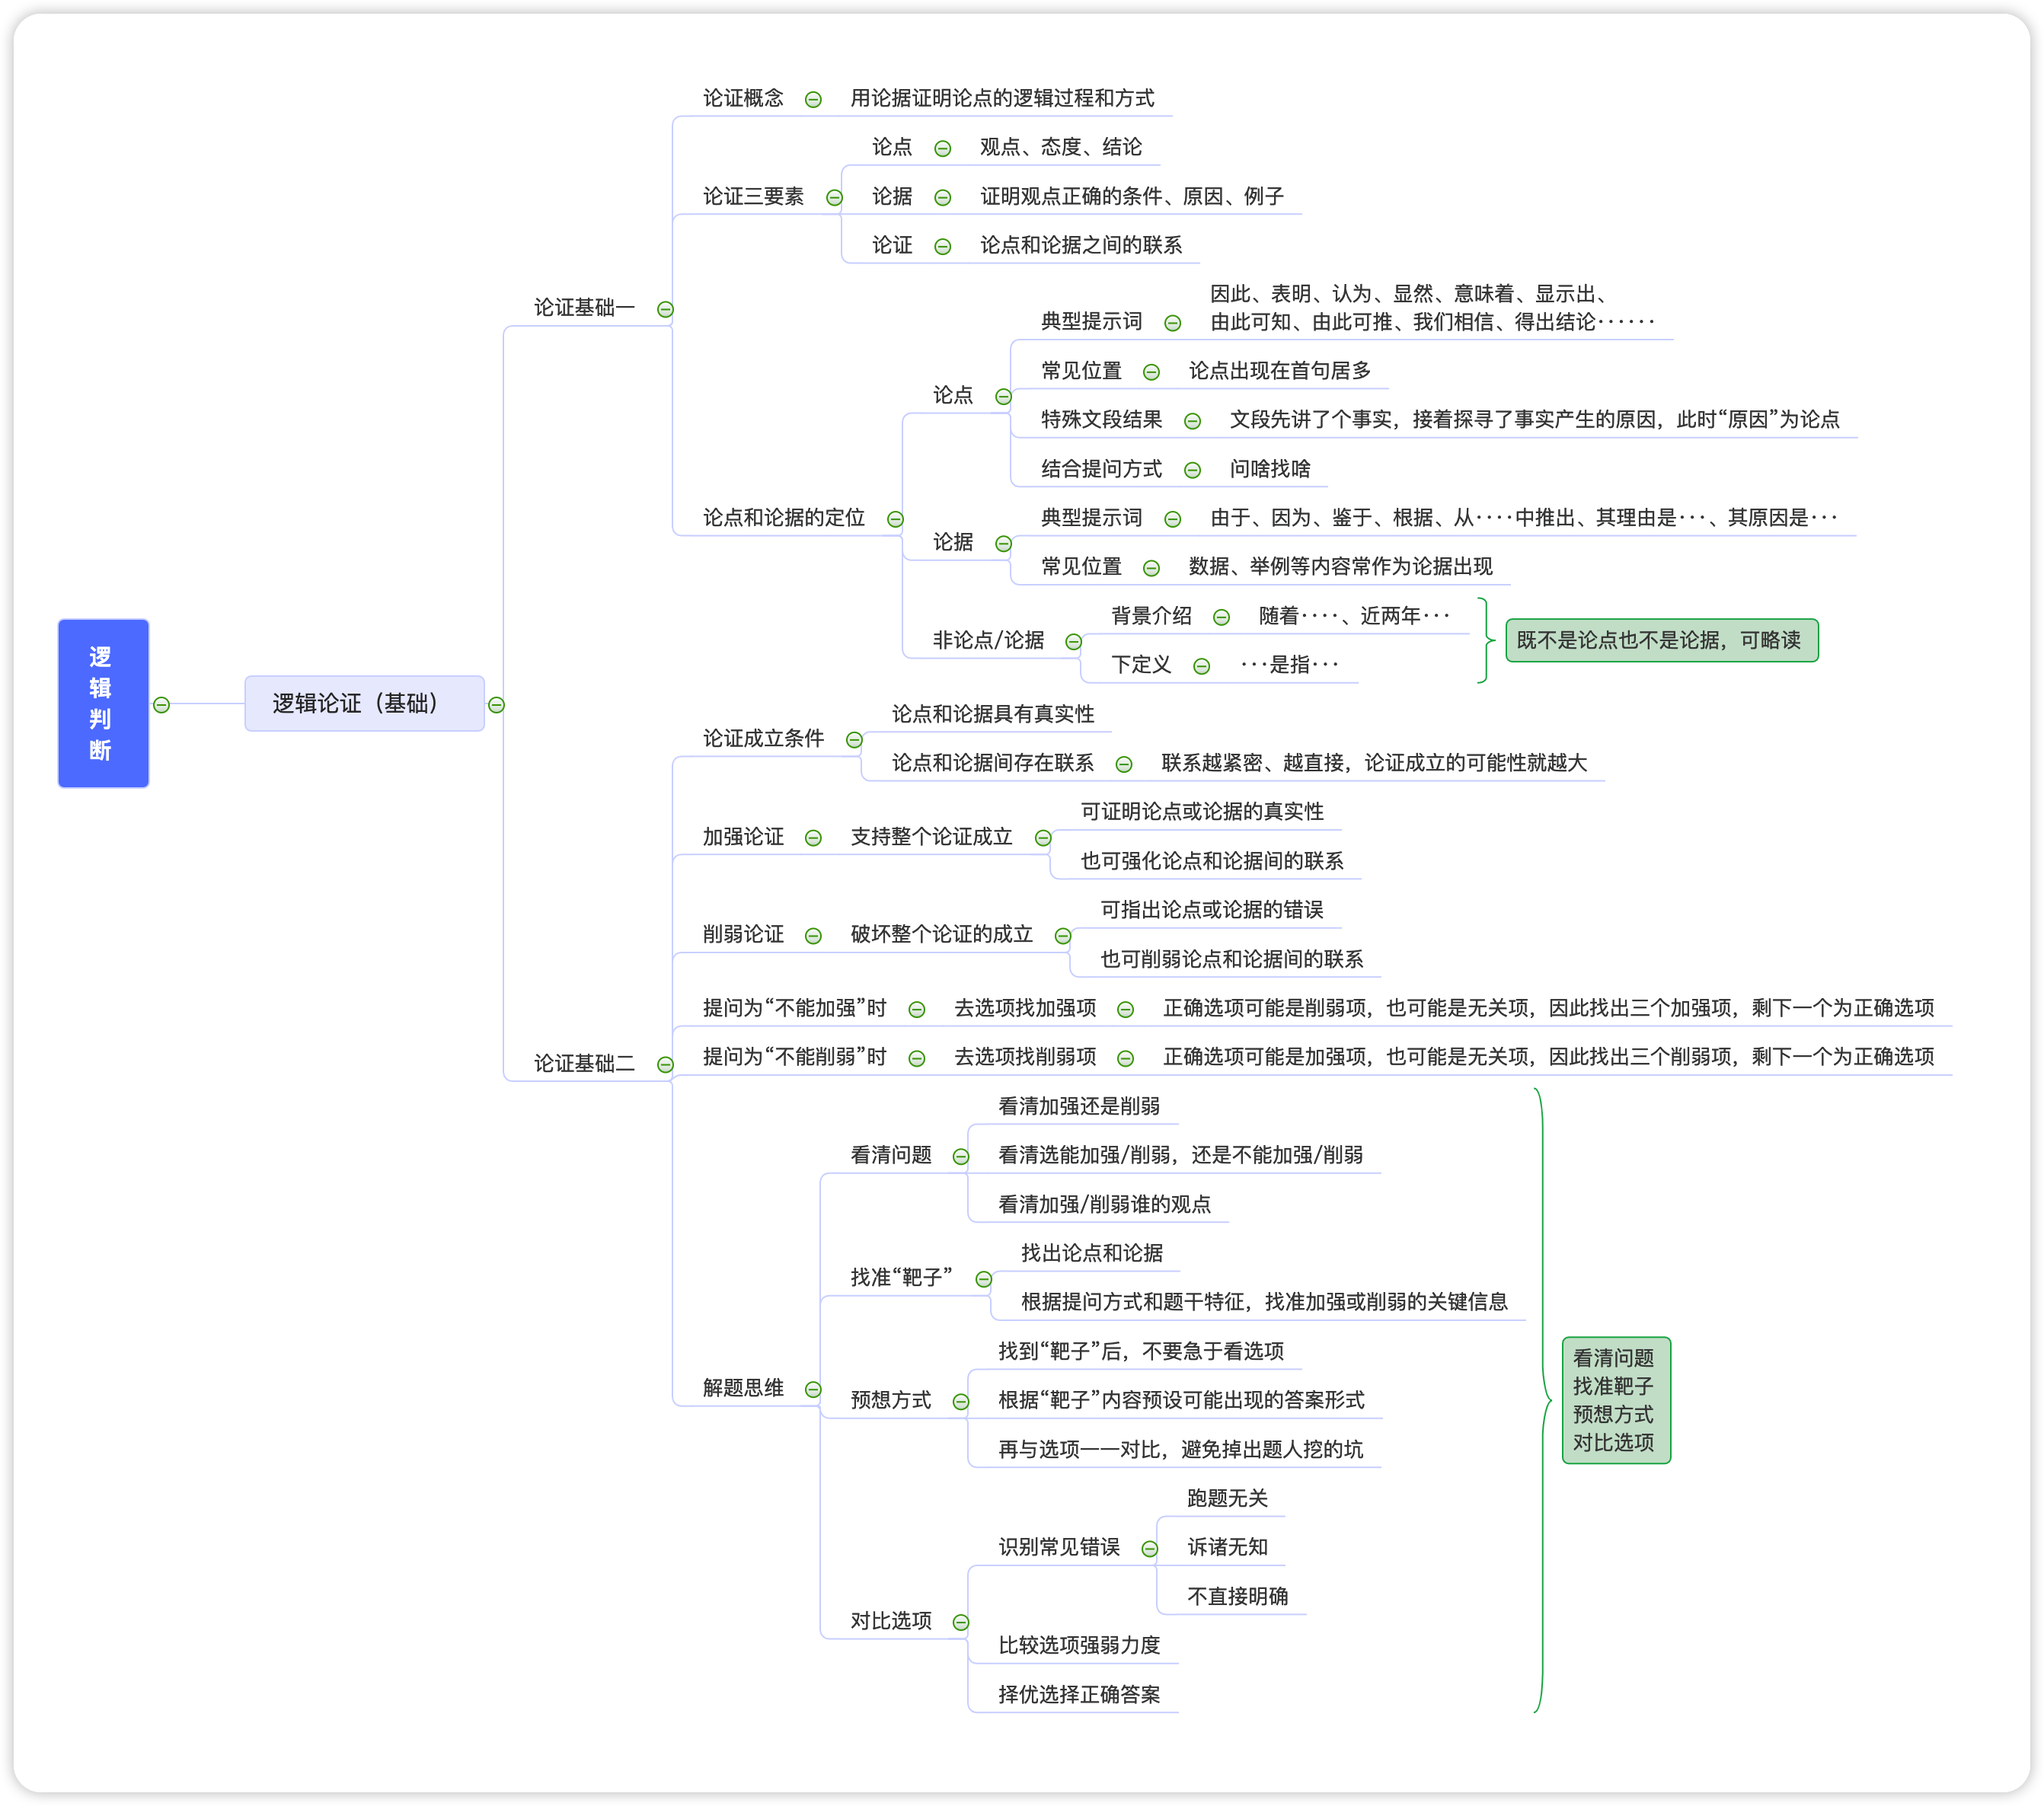 逻辑判断
逻辑论证（基础）
论证基础一
论证概念
用论据证明论点的逻辑过程和方式
论证三要素
论点
观点、态度、结论
论据
证明观点正确的条件、原因、例子
论证
论点和论据之间的联系
论点和论据的定位
论点
典型提示词
因此、表明、认为、显然、意味着、显示出、
由此可知、由此可推、我们相信、得出结论······
常见位置
论点出现在首句居多
特殊文段结果
文段先讲了个事实，接着探寻了事实产生的原因，此时“原因”为论点
结合提问方式
问啥找啥
论据
典型提示词
由于、因为、鉴于、根据、从····中推出、其理由是···、其原因是···
常见位置
数据、举例等内容常作为论据出现
非论点/论据
背景介绍
随着····、近两年···
下定义
···是指···
既不是论点也不是论据，可略读
论证基础二
论证成立条件
论点和论据具有真实性
论点和论据间存在联系
联系越紧密、越直接，论证成立的可能性就越大
加强论证
支持整个论证成立
可证明论点或论据的真实性
也可强化论点和论据间的联系
削弱论证
破坏整个论证的成立
可指出论点或论据的错误
也可削弱论点和论据间的联系
提问为“不能加强”时
去选项找加强项
正确选项可能是削弱项，也可能是无关项，因此找出三个加强项，剩下一个为正确选项
提问为“不能削弱”时
去选项找削弱项
正确选项可能是加强项，也可能是无关项，因此找出三个削弱项，剩下一个为正确选项
解题思维
看清问题
看清加强还是削弱
看清选能加强/削弱，还是不能加强/削弱
看清加强/削弱谁的观点
找准“靶子”
找出论点和论据
根据提问方式和题干特征，找准加强或削弱的关键信息
预想方式
找到“靶子”后，不要急于看选项
根据“靶子”内容预设可能出现的答案形式
再与选项一一对比，避免掉出题人挖的坑
对比选项
识别常见错误
跑题无关
诉诸无知
不直接明确
比较选项强弱力度
择优选择正确答案
看清问题
找准靶子
预想方式
对比选项